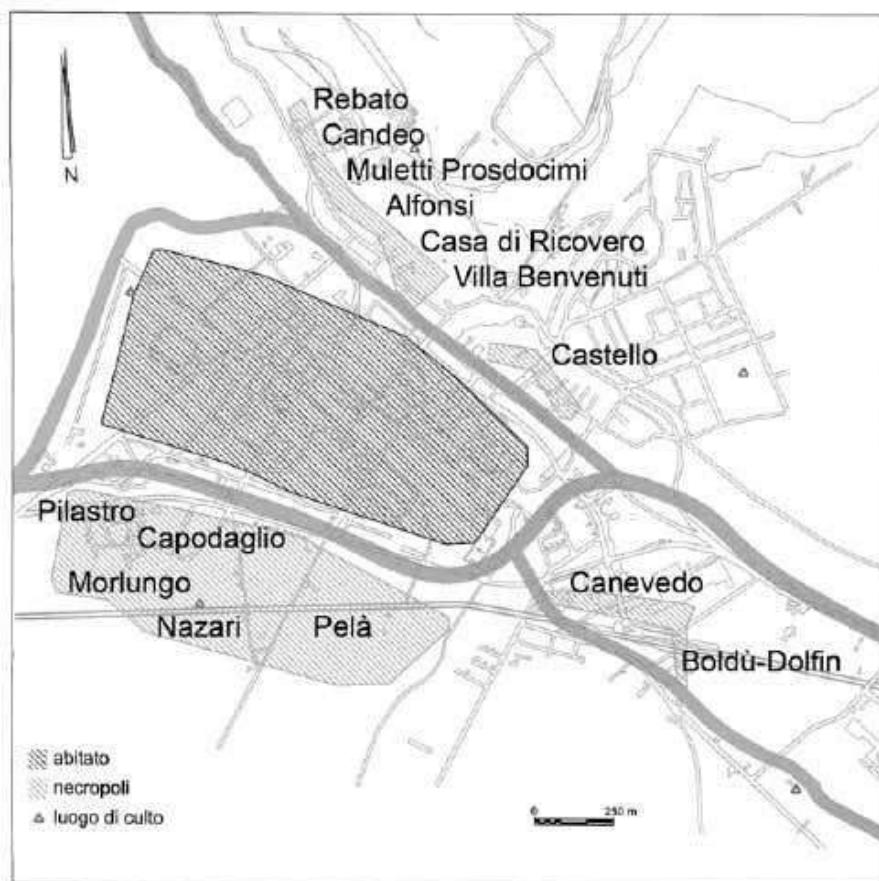 Rebato
Candeo
Muletti Prosdocimi
Alfonsi
Casa di Ricovero
Villa Benvenuti
N
Castello
Pilastro
Capodaglio
Morlungo
Nazari
Pelà
Canevedo
Boldù-Dolfin
abitato
necropoli
luogo di culto
0 250 m